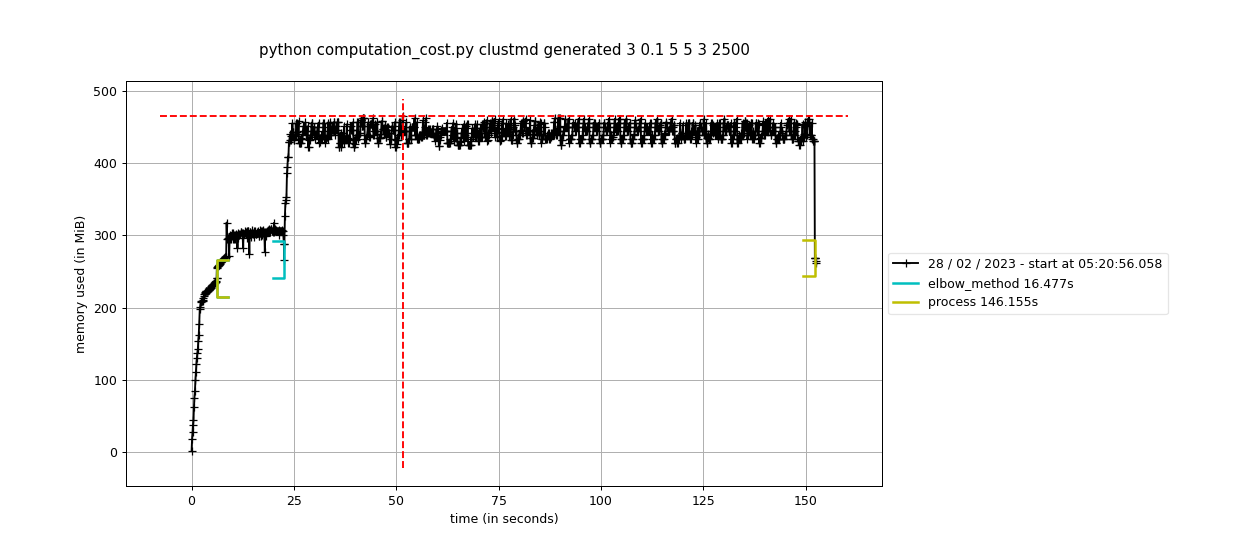 python computation_cost.py clustmd generated 3 0.1 5 5 3 2500
500
400
300
200
100
0
memory used (in MiB)
0 25 50 75 100 125 150
time (in seconds)
28 / 02 / 2023 - start at 05:20:56.058
elbow_method 16.477s
process 146.155s